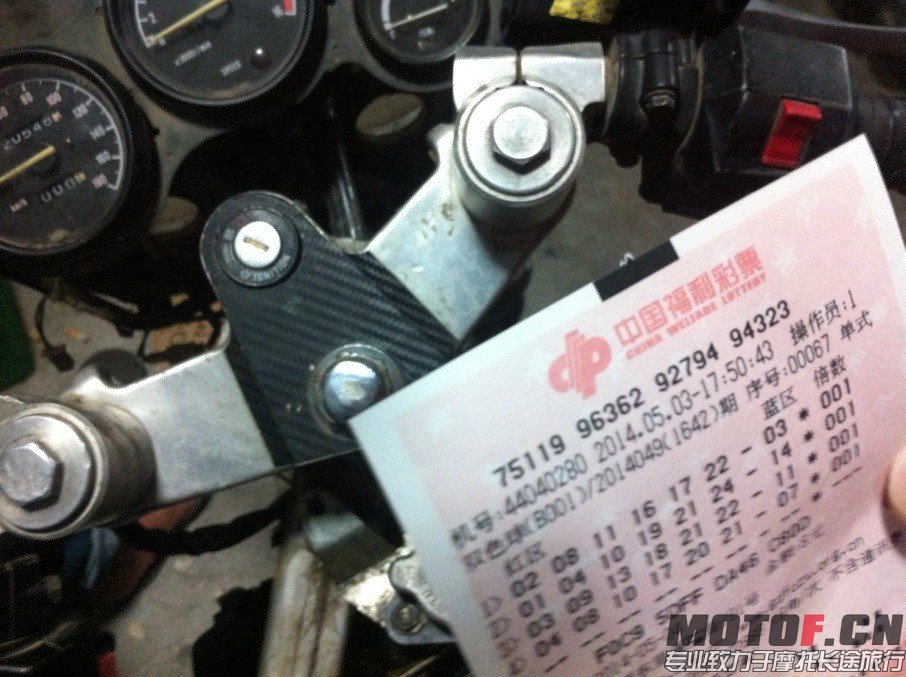 中国福利彩票
CHINA WELFARE LOTTERY
75119 96362 92794 94323
机号:44040280 2014.05.03-17:50:43 操作员:1
双色球(B001)/2014049(1642)期 序号:00067 单式
红区 蓝区 倍数
02 08 11 16 17 22 - 03 * 001
01 04 10 19 21 24 - 14 * 001
03 09 13 18 21 22 - 11 * 001
04 08 10 17 20 21 - 07 * 001
-- -- -- -- -- -- - -- * ---
MOTOF.CN
专业致力于摩托长途旅行